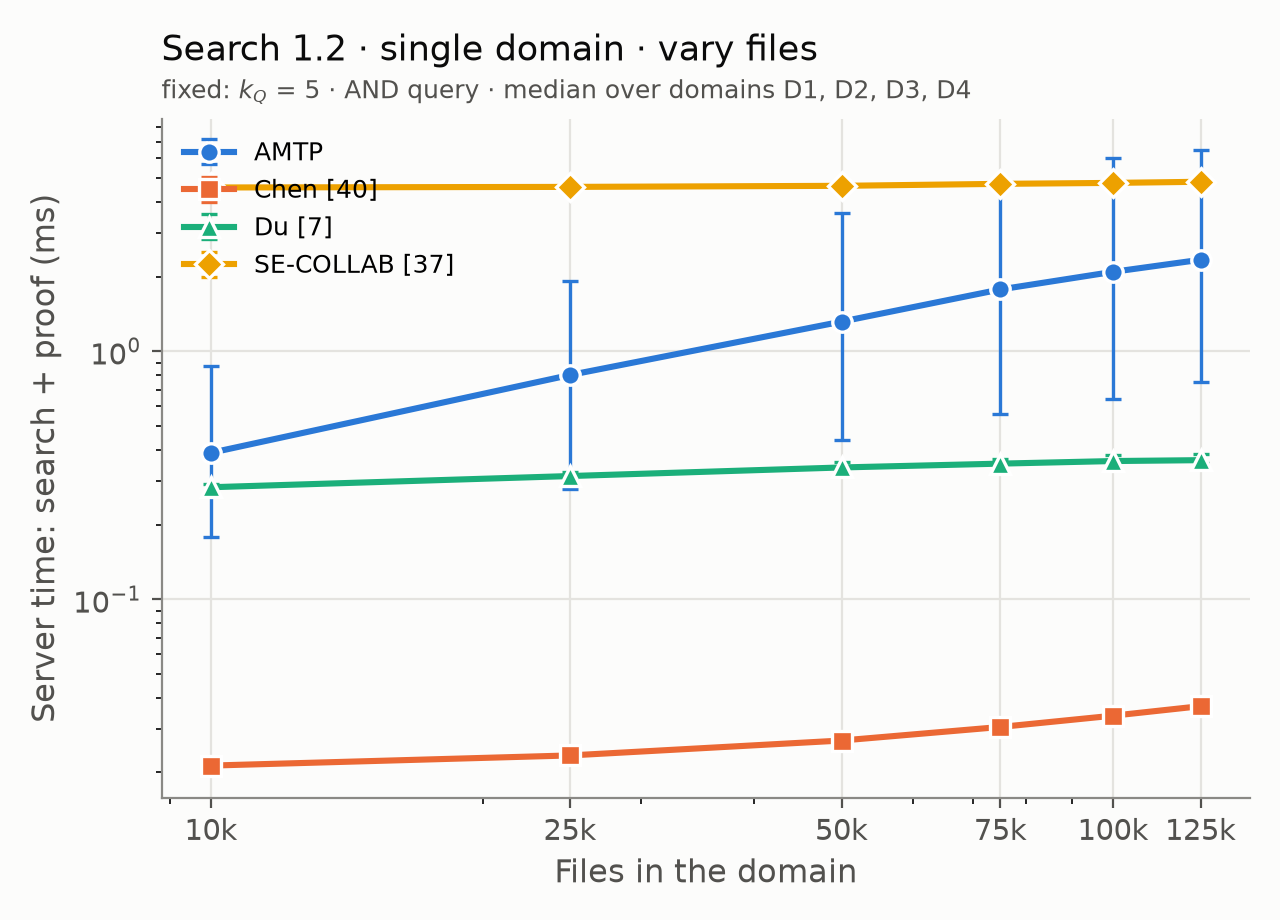 Search 1.2 · single domain · vary files
fixed: k_Q = 5 · AND query · median over domains D1, D2, D3, D4
AMTP
Chen [40]
Du [7]
SE-COLLAB [37]
Server time: search + proof (ms)
10⁰
10⁻¹
10k 25k 50k 75k 100k 125k
Files in the domain